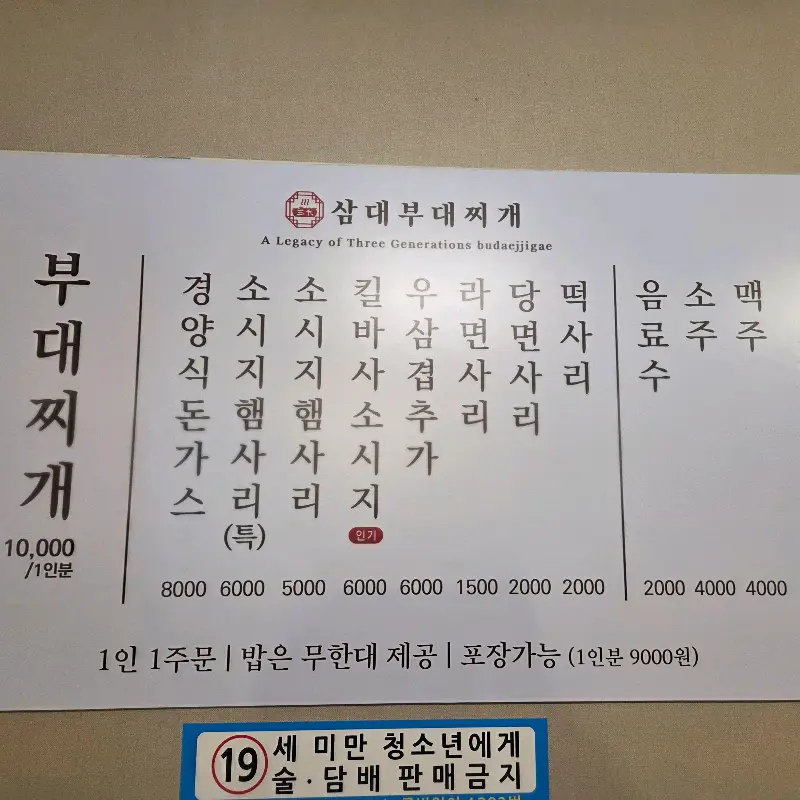 삼대부대찌개
A Legacy of Three Generations budaejjigae
부대찌개
10,000
/1인분
경양식돈가스
8000
소시지햄사리
(특)
6000
소시지햄사리
5000
킬바사소시지
인기
6000
우삼겹추가
6000
라면사리
1500
당면사리
2000
떡사리
2000
음료수
2000
소주
4000
맥주
4000
1인 1주문 | 밥은 무한대 제공 | 포장가능 (1인분 9000원)
19세 미만 청소년에게
술·담배 판매금지